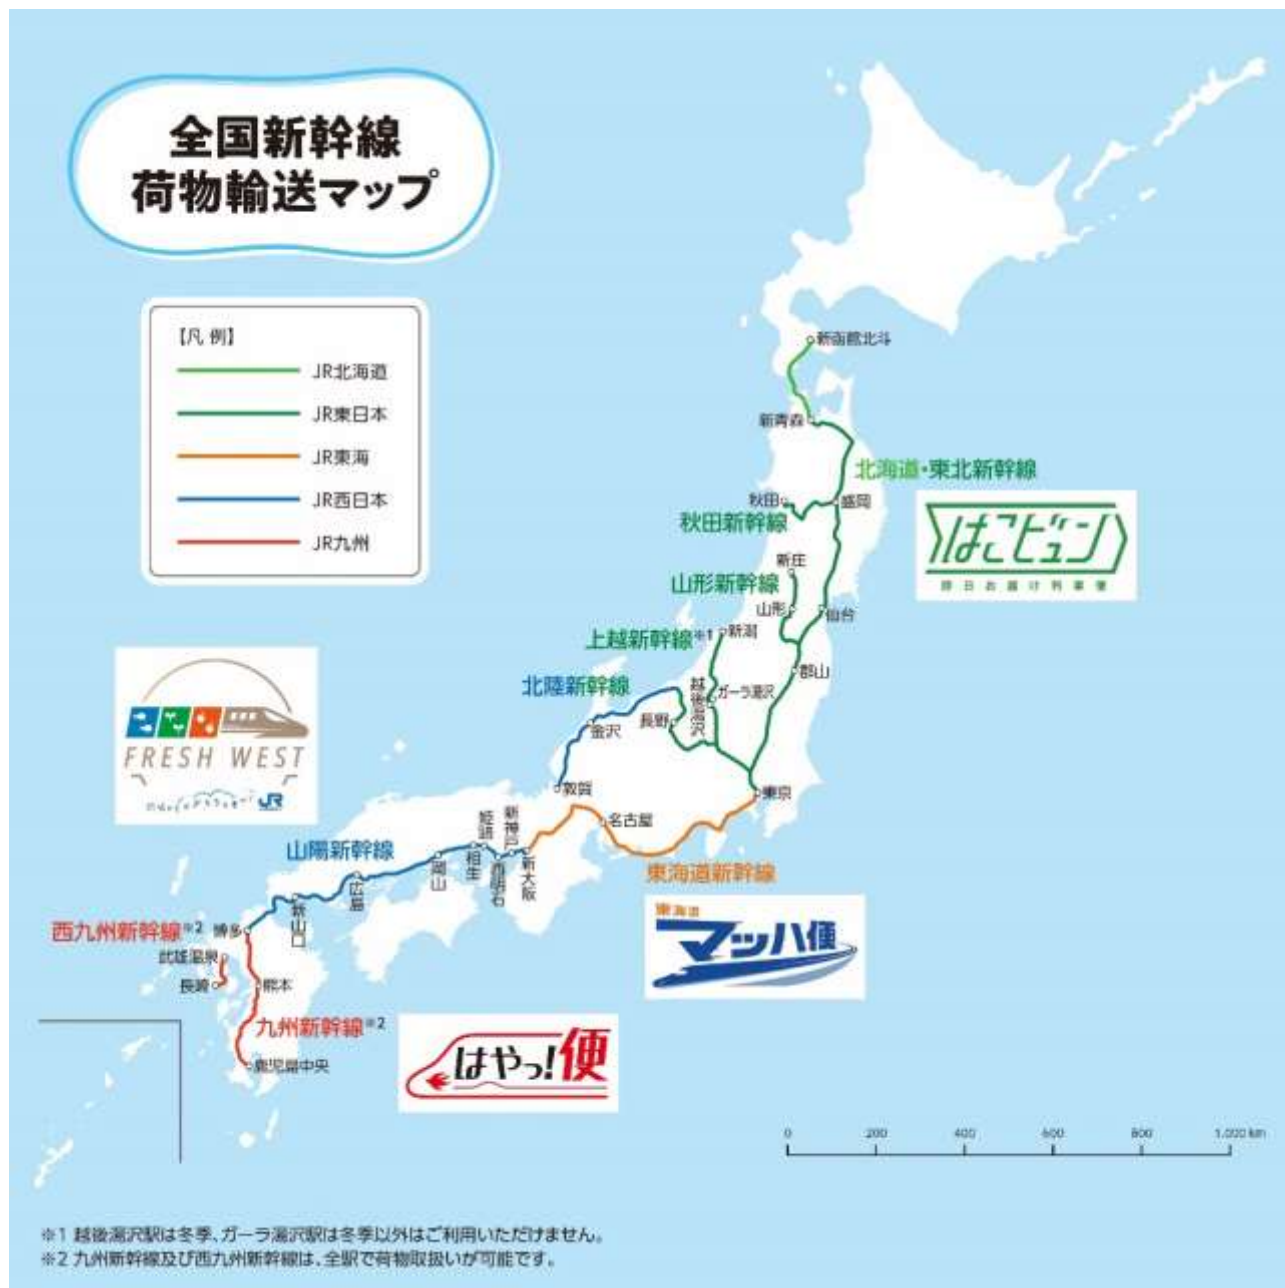 全国新幹線
荷物輸送マップ
【凡 例】
JR北海道
JR東日本
JR東海
JR西日本
JR九州
新函館北斗
新青森
北海道・東北新幹線
秋田
盛岡
秋田新幹線
はこビュン
新庄
山形新幹線
山形
仙台
上越新幹線※1
新潟
郡山
北陸新幹線
越後湯沢
ガーラ湯沢
長野
金沢
FRESH WEST
JR
敦賀
東京
名古屋
新神戸
姫路
相生
西明石
新大阪
岡山
山陽新幹線
広島
新山口
東海道新幹線
東海道
マッハ便
西九州新幹線※2
博多
武雄温泉
長崎
熊本
九州新幹線※2
鹿児島中央
はやっ!便
0 200 400 600 800 1,000 km
※1 越後湯沢駅は冬季、ガーラ湯沢駅は冬季以外はご利用いただけません。
※2 九州新幹線及び西九州新幹線は、全駅で荷物取扱いが可能です。